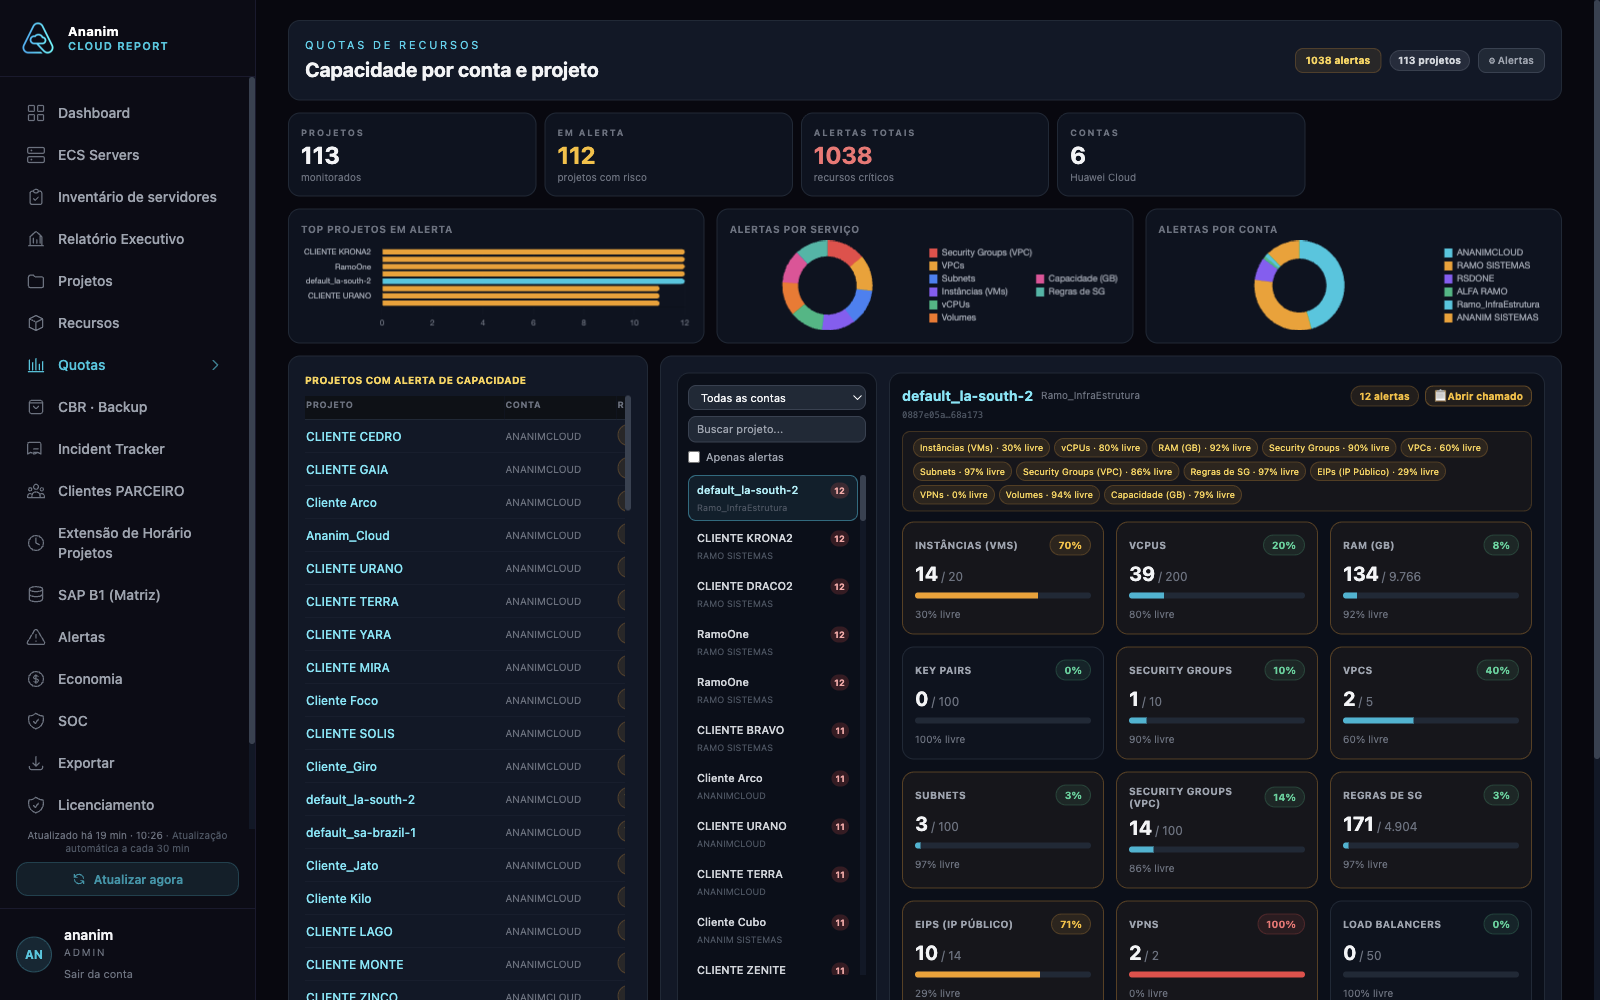 Ananim
CLOUD REPORT
Dashboard
ECS Servers
Inventário de servidores
Relatório Executivo
Projetos
Recursos
Quotas
CBR · Backup
Incident Tracker
Clientes PARCEIRO
Extensão de Horário
Projetos
SAP B1 (Matriz)
Alertas
Economia
SOC
Exportar
Licenciamento
Atualizado há 19 min · 10:26 · Atualização
automática a cada 30 min
Atualizar agora
AN
ananim
ADMIN
Sair da conta
QUOTAS DE RECURSOS
Capacidade por conta e projeto
1038 alertas
113 projetos
Alertas
PROJETOS
113
monitorados
EM ALERTA
112
projetos com risco
ALERTAS TOTAIS
1038
recursos críticos
CONTAS
6
Huawei Cloud
TOP PROJETOS EM ALERTA
CLIENTE KRONA2
RamoOne
default_la-south-2
CLIENTE URANO
0 2 4 6 8 10 12
ALERTAS POR SERVIÇO
Security Groups (VPC)
VPCs
Subnets
Instâncias (VMs)
vCPUs
Volumes
Capacidade (GB)
Regras de SG
ALERTAS POR CONTA
ANANIMCLOUD
RAMO SISTEMAS
RSDONE
ALFA RAMO
Ramo_InfraEstrutura
ANANIM SISTEMAS
PROJETOS COM ALERTA DE CAPACIDADE
PROJETO CONTA R
CLIENTE CEDRO ANANIMCLOUD
CLIENTE GAIA ANANIMCLOUD
Cliente Arco ANANIMCLOUD
Ananim_Cloud ANANIMCLOUD
CLIENTE URANO ANANIMCLOUD
CLIENTE TERRA ANANIMCLOUD
CLIENTE YARA ANANIMCLOUD
CLIENTE MIRA ANANIMCLOUD
Cliente Foco ANANIMCLOUD
CLIENTE SOLIS ANANIMCLOUD
Cliente_Giro ANANIMCLOUD
default_la-south-2 ANANIMCLOUD
default_sa-brazil-1 ANANIMCLOUD
Cliente_Jato ANANIMCLOUD
Cliente Kilo ANANIMCLOUD
CLIENTE LAGO ANANIMCLOUD
CLIENTE MONTE ANANIMCLOUD
CLIENTE ZINCO ANANIMCLOUD
Todas as contas
Buscar projeto...
Apenas alertas
default_la-south-2 12
Ramo_InfraEstrutura
CLIENTE KRONA2 12
RAMO SISTEMAS
CLIENTE DRACO2 12
RAMO SISTEMAS
RamoOne 12
RAMO SISTEMAS
RamoOne 12
RAMO SISTEMAS
CLIENTE BRAVO 11
RAMO SISTEMAS
Cliente Arco 11
ANANIMCLOUD
CLIENTE URANO 11
ANANIMCLOUD
CLIENTE TERRA 11
ANANIMCLOUD
Cliente Cubo 11
ANANIM SISTEMAS
CLIENTE ZENITE 11
default_la-south-2 Ramo_InfraEstrutura
0887e05a…68a173
12 alertas
Abrir chamado
Instâncias (VMs) · 30% livre vCPUs · 80% livre RAM (GB) · 92% livre Security Groups · 90% livre VPCs · 60% livre
Subnets · 97% livre Security Groups (VPC) · 86% livre Regras de SG · 97% livre EIPs (IP Público) · 29% livre
VPNs · 0% livre Volumes · 94% livre Capacidade (GB) · 79% livre
INSTÂNCIAS (VMS) 70%
14 / 20
30% livre
VCPUS 20%
39 / 200
80% livre
RAM (GB) 8%
134 / 9.766
92% livre
KEY PAIRS 0%
0 / 100
100% livre
SECURITY GROUPS 10%
1 / 10
90% livre
VPCS 40%
2 / 5
60% livre
SUBNETS 3%
3 / 100
97% livre
SECURITY GROUPS
(VPC) 14%
14 / 100
86% livre
REGRAS DE SG 3%
171 / 4.904
97% livre
EIPS (IP PÚBLICO) 71%
10 / 14
29% livre
VPNS 100%
2 / 2
0% livre
LOAD BALANCERS 0%
0 / 50
100% livre